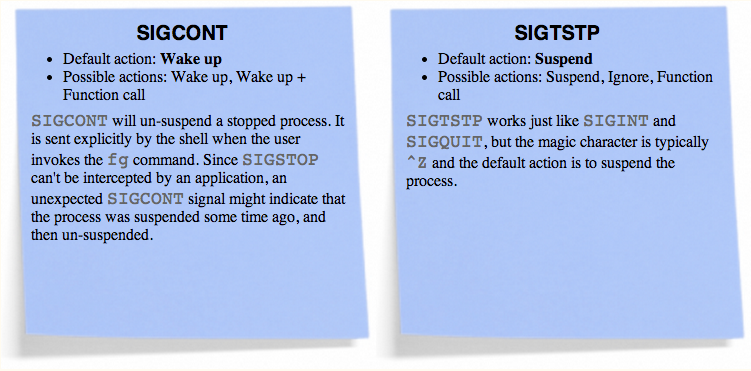 SIGCONT
• Default action: Wake up
• Possible actions: Wake up, Wake up +
Function call
SIGCONT will un-suspend a stopped process. It
is sent explicitly by the shell when the user
invokes the fg command. Since SIGSTOP
can't be intercepted by an application, an
unexpected SIGCONT signal might indicate that
the process was suspended some time ago, and
then un-suspended.
SIGTSTP
• Default action: Suspend
• Possible actions: Suspend, Ignore, Function
call
SIGTSTP works just like SIGINT and
SIGQUIT, but the magic character is typically
^Z and the default action is to suspend the
process.